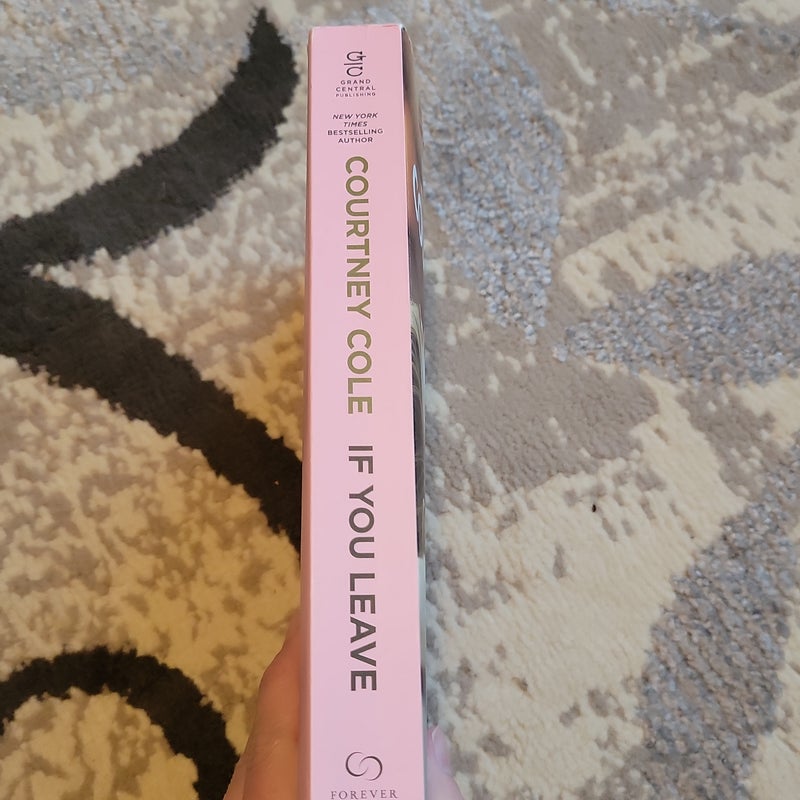 GRAND
CENTRAL
PUBLISHING
NEW YORK
TIMES
BESTSELLING
AUTHOR
COURTNEY COLE
IF YOU LEAVE
FOREVER